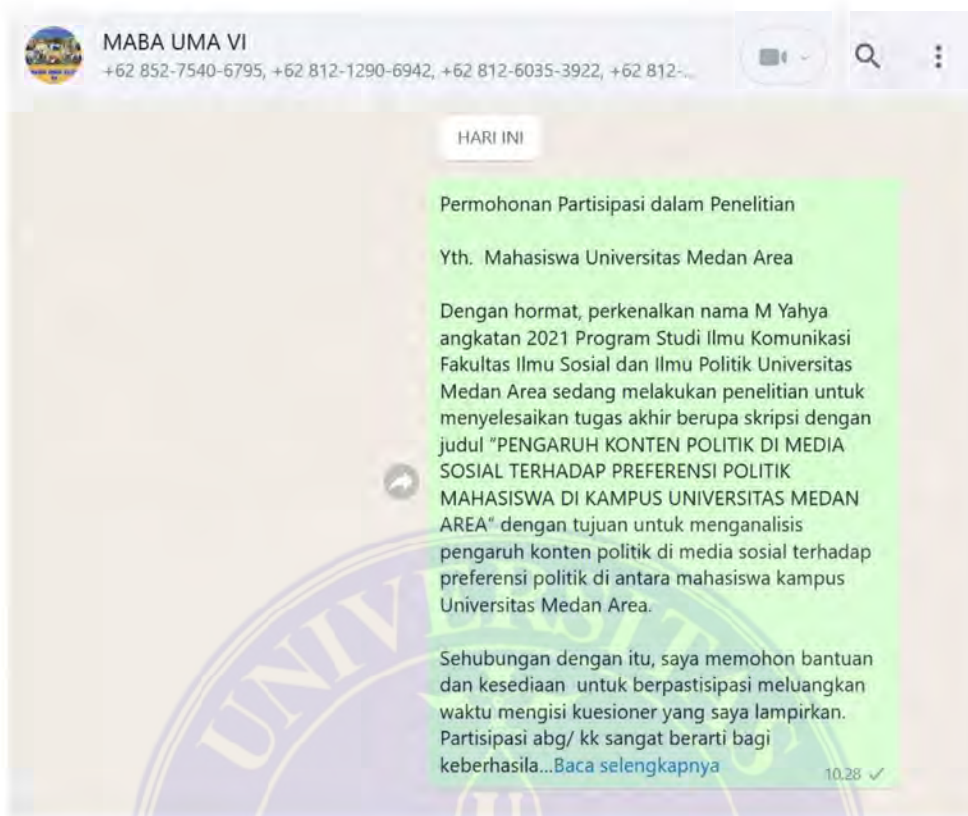 MABA UMA VI
+62 852-7540-6795, +62 812-1290-6942, +62 812-6035-3922, +62 812-...
HARI INI
Permohonan Partisipasi dalam Penelitian
Yth.  Mahasiswa Universitas Medan Area
Dengan hormat, perkenalkan nama M Yahya
angkatan 2021 Program Studi Ilmu Komunikasi
Fakultas Ilmu Sosial dan Ilmu Politik Universitas
Medan Area sedang melakukan penelitian untuk
menyelesaikan tugas akhir berupa skripsi dengan
judul "PENGARUH KONTEN POLITIK DI MEDIA
SOSIAL TERHADAP PREFERENSI POLITIK
MAHASISWA DI KAMPUS UNIVERSITAS MEDAN
AREA" dengan tujuan untuk menganalisis
pengaruh konten politik di media sosial terhadap
preferensi politik di antara mahasiswa kampus
Universitas Medan Area.
Sehubungan dengan itu, saya memohon bantuan
dan kesediaan  untuk berpastisipasi meluangkan
waktu mengisi kuesioner yang saya lampirkan.
Partisipasi abg/ kk sangat berarti bagi
keberhasila...Baca selengkapnya
10.28
UNIVERSITAS